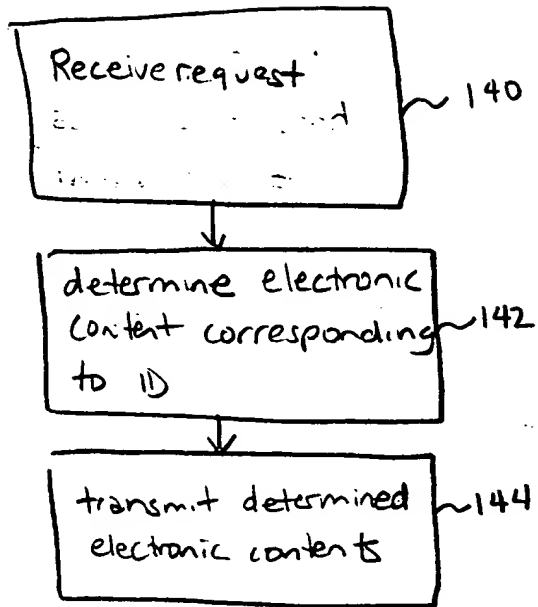 Receive request
140
determine electronic
content corresponding
to ID
142
transmit determined
electronic contents
144